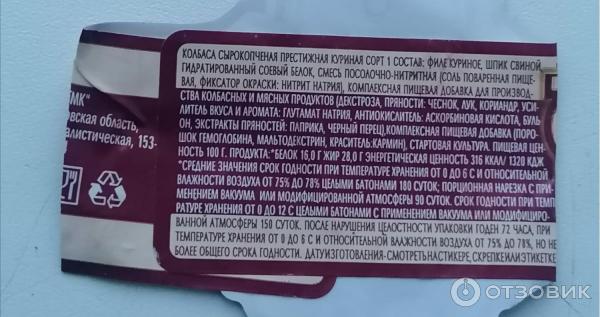 КОЛБАСА СЫРОКОПЧЕНАЯ ПРЕСТИЖНАЯ КУРИНАЯ СОРТ 1 СОСТАВ: ФИЛЕ КУРИНОЕ, ШПИК СВИНОЙ
ГИДРАТИРОВАННЫЙ СОЕВЫЙ БЕЛОК, СМЕСЬ ПОСОЛОЧНО-НИТРИТНАЯ (СОЛЬ ПОВАРЕННАЯ ПИЩЕ-
ВАЯ, ФИКСАТОР ОКРАСКИ: НИТРИТ НАТРИЯ), КОМПЛЕКСНАЯ ПИЩЕВАЯ ДОБАВКА ДЛЯ ПРОИЗВОД-
СТВА КОЛБАСНЫХ И МЯСНЫХ ПРОДУКТОВ (ДЕКСТРОЗА, ПРЯНОСТИ: ЧЕСНОК, ЛУК, КОРИАНДР, УСИ-
ЛИТЕЛЬ ВКУСА И АРОМАТА: ГЛУТАМАТ НАТРИЯ, АНТИОКИСЛИТЕЛЬ: АСКОРБИНОВАЯ КИСЛОТА, БУЛЬ
ОН, ЭКСТРАКТЫ ПРЯНОСТЕЙ: ПАПРИКА, ЧЕРНЫЙ ПЕРЕЦ), КОМПЛЕКСНАЯ ПИЩЕВАЯ ДОБАВКА (ПОРО-
ШОК ГЕМОГЛОБИНА, МАЛЬТОДЕКСТРИН, КРАСИТЕЛЬ:КАРМИН), СТАРТОВАЯ КУЛЬТУРА. ПИЩЕВАЯ ЦЕН-
НОСТЬ 100 Г. ПРОДУКТА:*БЕЛОК 16,0 Г ЖИР 28,0 Г ЭНЕРГЕТИЧЕСКАЯ ЦЕННОСТЬ 316 ККАЛ/ 1320 КДЖ
*СРЕДНИЕ ЗНАЧЕНИЯ СРОК ГОДНОСТИ ПРИ ТЕМПЕРАТУРЕ ХРАНЕНИЯ ОТ 0 ДО 6 С И ОТНОСИТЕЛЬНОЙ
ВЛАЖНОСТИ ВОЗДУХА ОТ 75% ДО 78% ЦЕЛЫМИ БАТОНАМИ 180 СУТОК; ПОРЦИОННАЯ НАРЕЗКА С ПРИ-
МЕНЕНИЕМ ВАКУУМА ИЛИ МОДИФИЦИРОВАННОЙ АТМОСФЕРЫ 90 СУТОК. СРОК ГОДНОСТИ ПРИ ТЕМПЕ-
РАТУРЕ ХРАНЕНИЯ ОТ 0 ДО 12 С ЦЕЛЫМИ БАТОНАМИ С ПРИМЕНЕНИЕМ ВАКУУМА ИЛИ МОДИФИЦИРО-
ВАННОЙ АТМОСФЕРЫ 150 СУТОК. ПОСЛЕ НАРУШЕНИЯ ЦЕЛОСТНОСТИ УПАКОВКИ ГОДЕН 72 ЧАСА, ПРИ
ТЕМПЕРАТУРЕ ХРАНЕНИЯ ОТ 0 ДО 6 С И ОТНОСИТЕЛЬНОЙ ВЛАЖНОСТИ ВОЗДУХА ОТ 75% ДО 78%, НО НЕ
БОЛЕЕ ОБЩЕГО СРОКА ГОДНОСТИ. ДАТУ ИЗГОТОВЛЕНИЯ-СМОТРЕТЬ НА СТИКЕРЕ, СКРЕПКЕ ИЛИ ЭТИКЕТКЕ
МК"
овская область,
алистическая, 153-
ОТЗОВИК